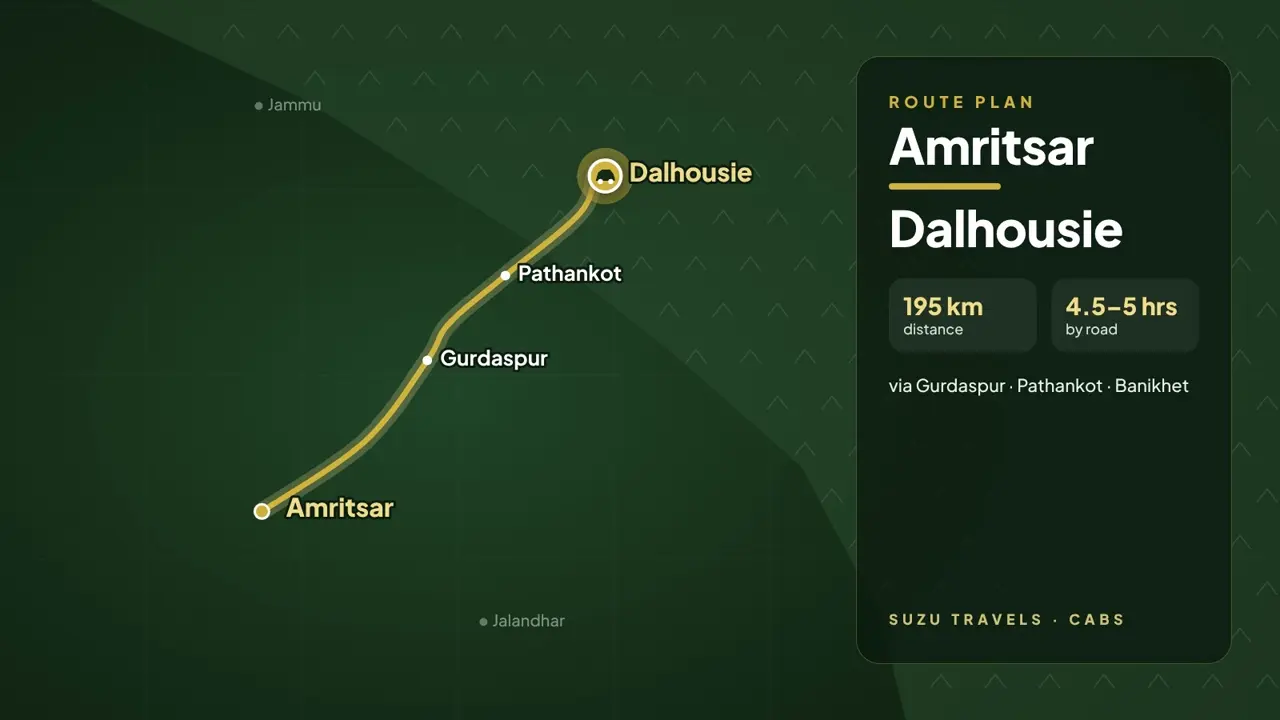 Jammu
Dalhousie
Pathankot
Gurdaspur
Amritsar
Jalandhar
ROUTE PLAN
Amritsar
Dalhousie
195 km
distance
4.5–5 hrs
by road
via Gurdaspur · Pathankot · Banikhet
SUZU TRAVELS · CABS